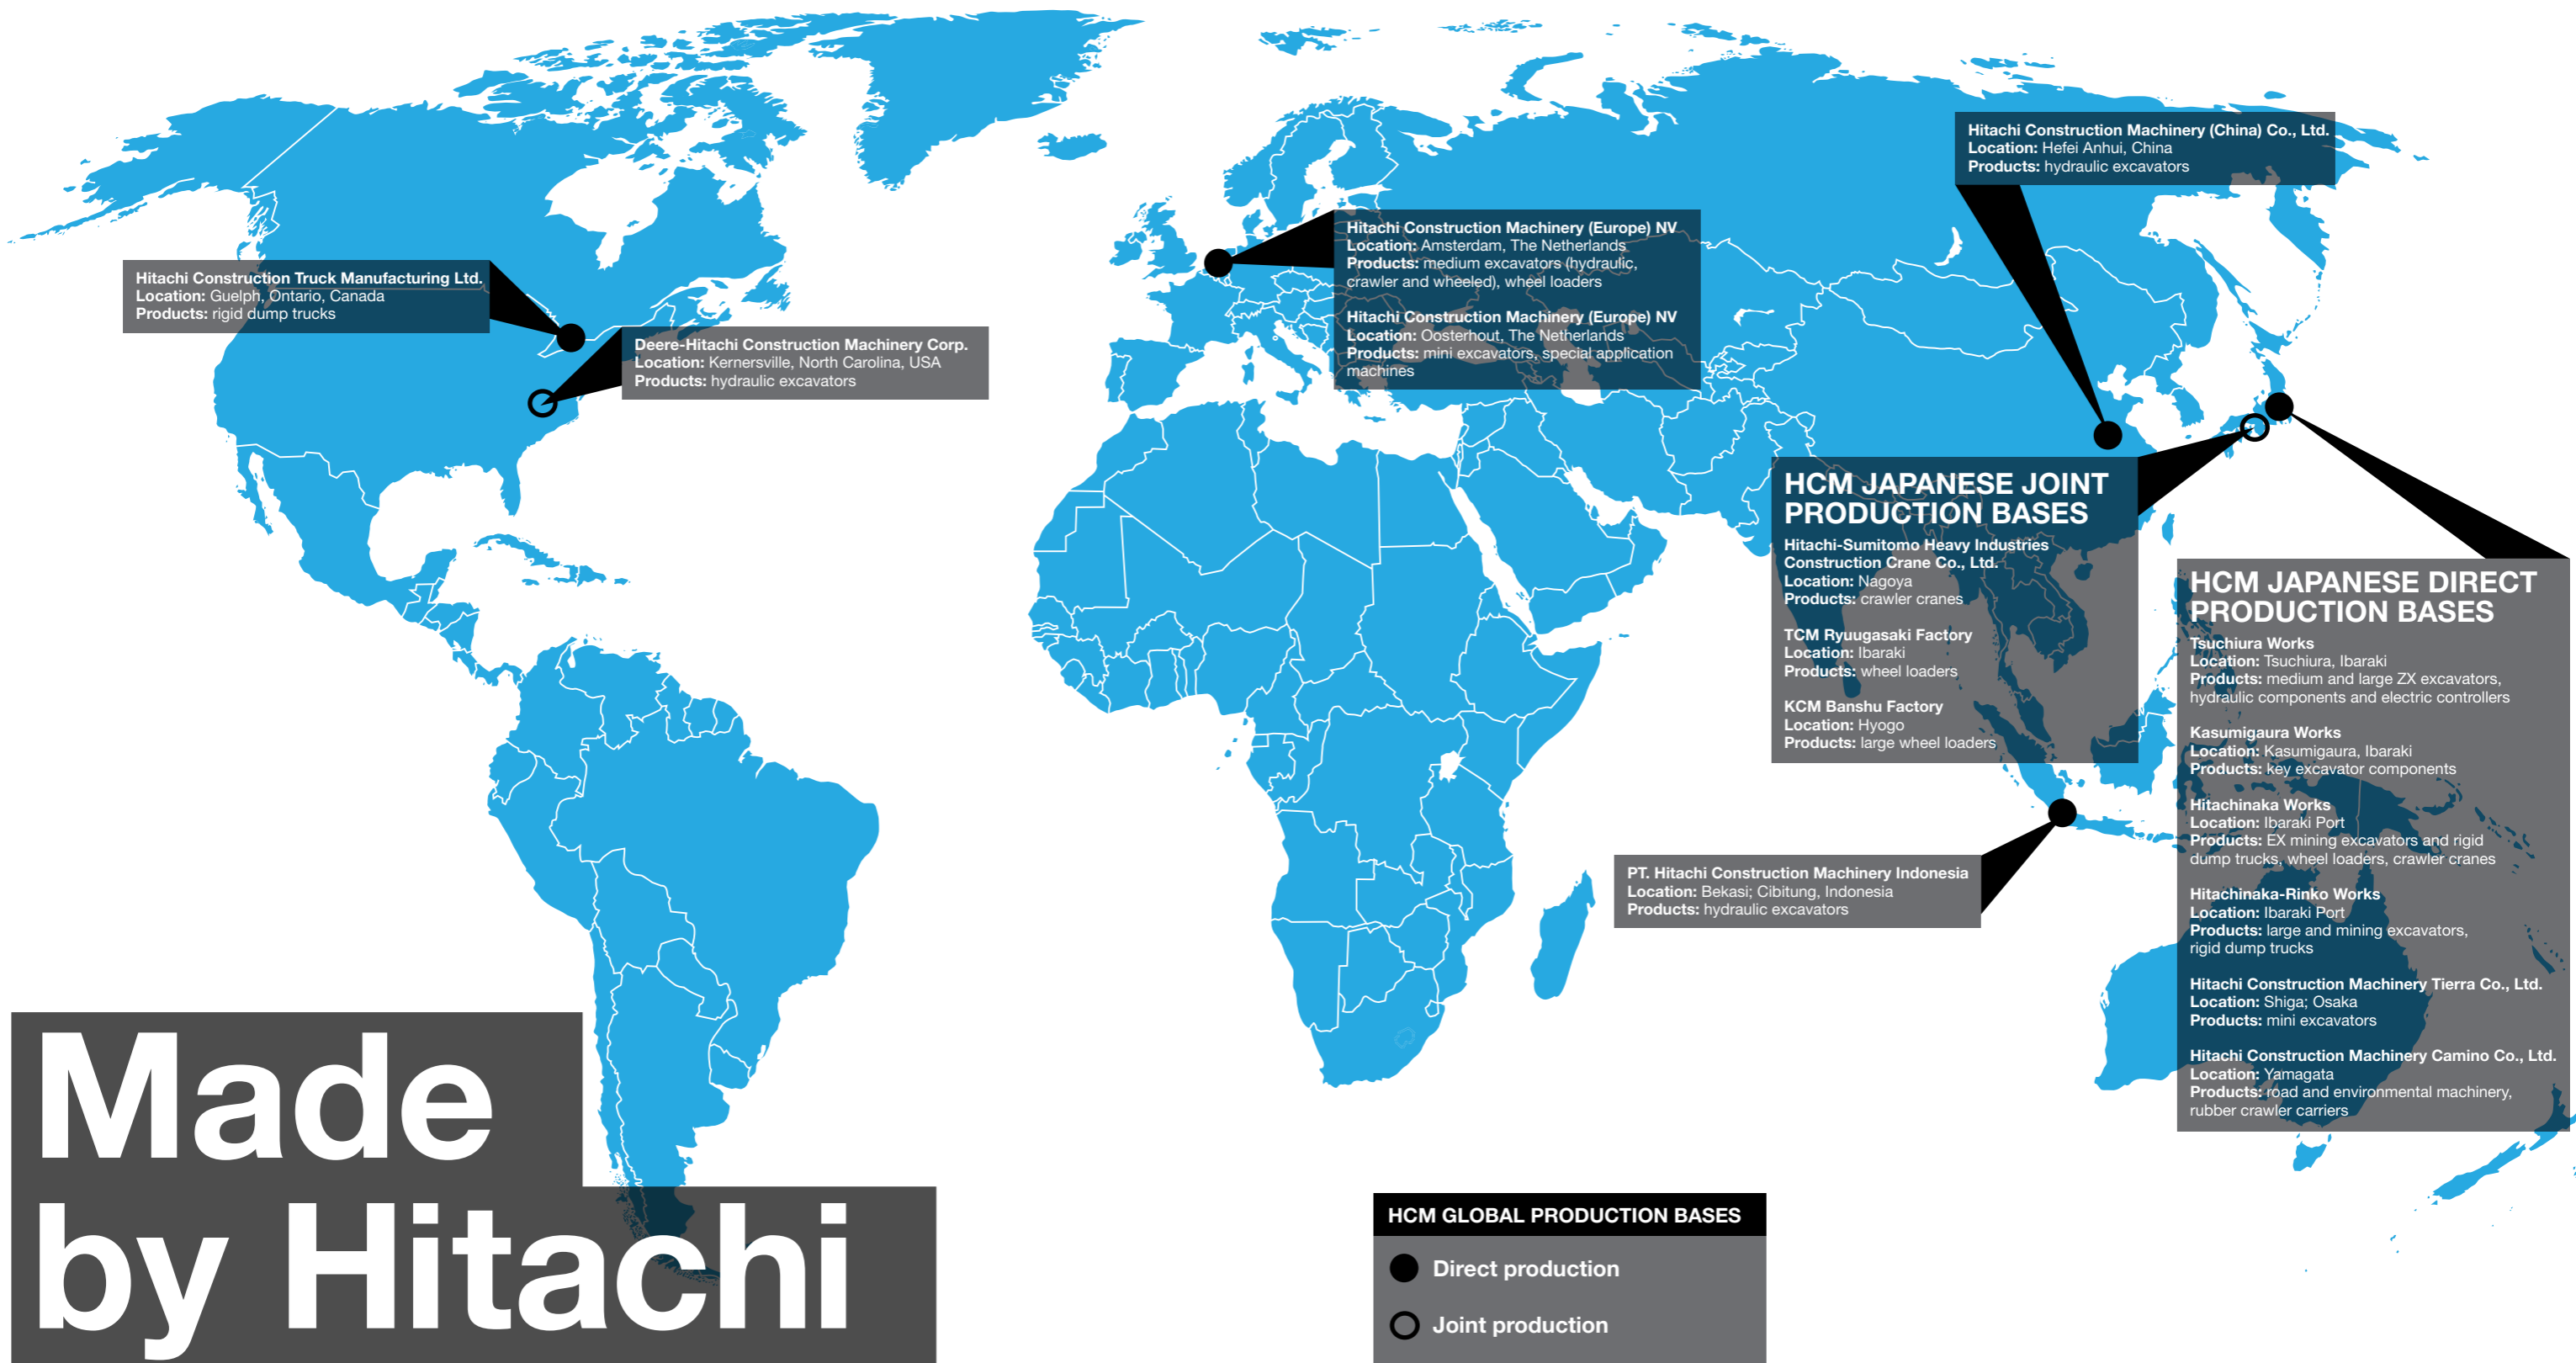 Hitachi Construction Machinery (China) Co., Ltd.
Location: Hefei Anhui, China
Products: hydraulic excavators
Hitachi Construction Machinery (Europe) NV
Location: Amsterdam, The Netherlands
Products: medium excavators (hydraulic,
crawler and wheeled), wheel loaders
Hitachi Construction Machinery (Europe) NV
Location: Oosterhout, The Netherlands
Products: mini excavators, special application
machines
Hitachi Construction Truck Manufacturing Ltd.
Location: Guelph, Ontario, Canada
Products: rigid dump trucks
Deere-Hitachi Construction Machinery Corp.
Location: Kernersville, North Carolina, USA
Products: hydraulic excavators
HCM JAPANESE JOINT
PRODUCTION BASES
Hitachi-Sumitomo Heavy Industries
Construction Crane Co., Ltd.
Location: Nagoya
Products: crawler cranes
TCM Ryuugasaki Factory
Location: Ibaraki
Products: wheel loaders
KCM Banshu Factory
Location: Hyogo
Products: large wheel loaders
HCM JAPANESE DIRECT
PRODUCTION BASES
Tsuchiura Works
Location: Tsuchiura, Ibaraki
Products: medium and large ZX excavators,
hydraulic components and electric controllers
Kasumigaura Works
Location: Kasumigaura, Ibaraki
Products: key excavator components
Hitachinaka Works
Location: Ibaraki Port
Products: EX mining excavators and rigid
dump trucks, wheel loaders, crawler cranes
Hitachinaka-Rinko Works
Location: Ibaraki Port
Products: large and mining excavators,
rigid dump trucks
Hitachi Construction Machinery Tierra Co., Ltd.
Location: Shiga; Osaka
Products: mini excavators
Hitachi Construction Machinery Camino Co., Ltd.
Location: Yamagata
Products: road and environmental machinery,
rubber crawler carriers
PT. Hitachi Construction Machinery Indonesia
Location: Bekasi; Cibitung, Indonesia
Products: hydraulic excavators
Made
by Hitachi
HCM GLOBAL PRODUCTION BASES
Direct production
Joint production